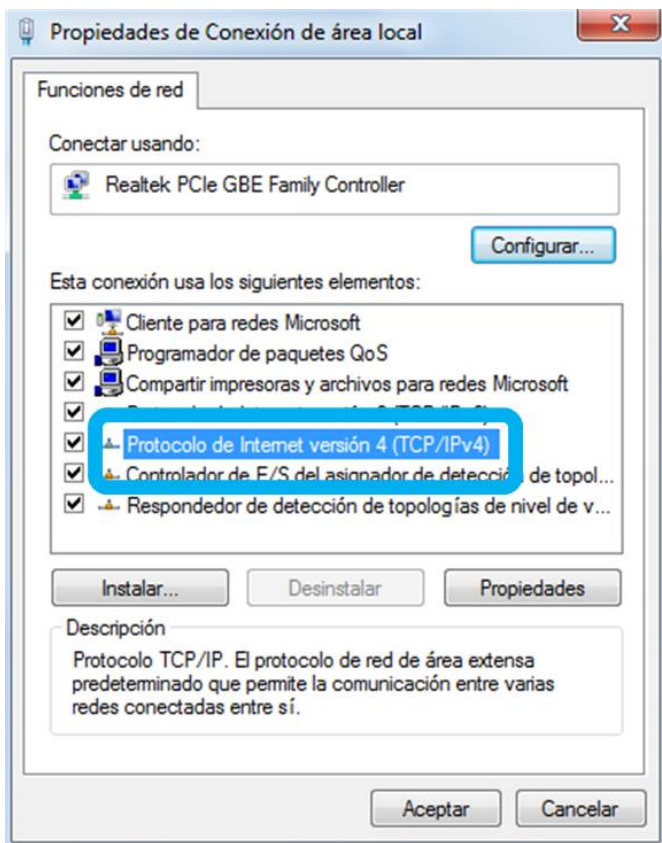 Propiedades de Conexión de área local
Funciones de red
Conectar usando:
Realtek PCIe GBE Family Controller
Configurar...
Esta conexión usa los siguientes elementos:
Cliente para redes Microsoft
Programador de paquetes QoS
Compartir impresoras y archivos para redes Microsoft
Protocolo de Internet versión 4 (TCP/IPv4)
Controlador de E/S del asignador de detección de topol...
Respondedor de detección de topologías de nivel de v...
Instalar...
Desinstalar
Propiedades
Descripción
Protocolo TCP/IP. El protocolo de red de área extensa
predeterminado que permite la comunicación entre varias
redes conectadas entre sí.
Aceptar
Cancelar